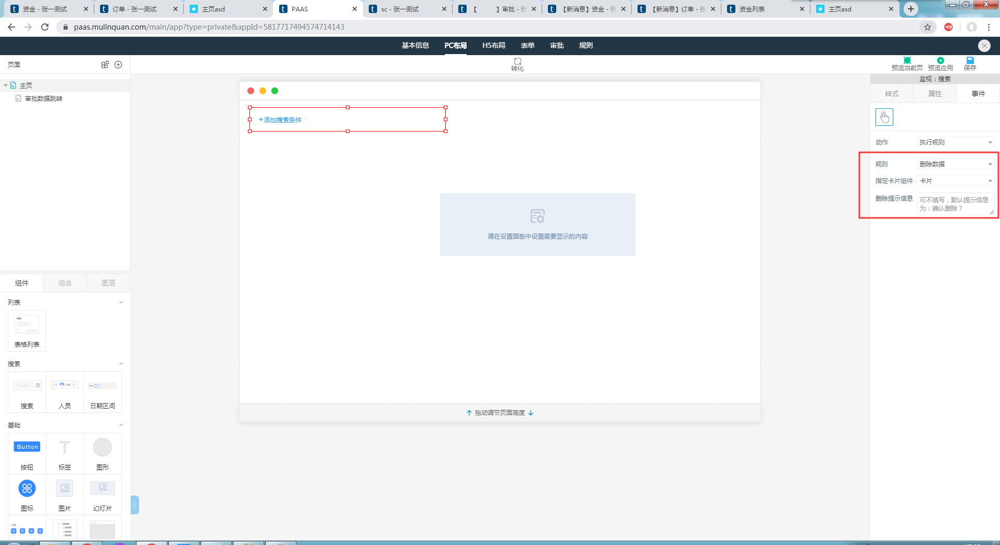 资金 - 张一测试
订单 - 张一测试
主页asd
PAAS
sc - 张一测试
【 】审批 - 张
【新消息】资金 - 张
【新消息】订单 - 张
资金列表
主页asd
paas.mulinquan.com/main/app?type=private&appId=5817717494574714143
基本信息 PC布局 H5布局 表单 审批 规则
页面
转化
预览当前页 预览应用 保存
主页
审批数据跳转
监视：搜索
样式 属性 事件
+添加搜索条件
动作 执行规则
规则 删除数据
指定卡片组件 卡片
删除提示信息 可不填写，默认提示信息
为：确认删除？
请在设置面板中设置需要显示的内容
拖动调节页面高度
组件 组合 图层
列表
列表
表格列表
搜索
search
搜索 人员 日期区间
基础
Button
T
按钮 标签 图形
图标 图片 幻灯片